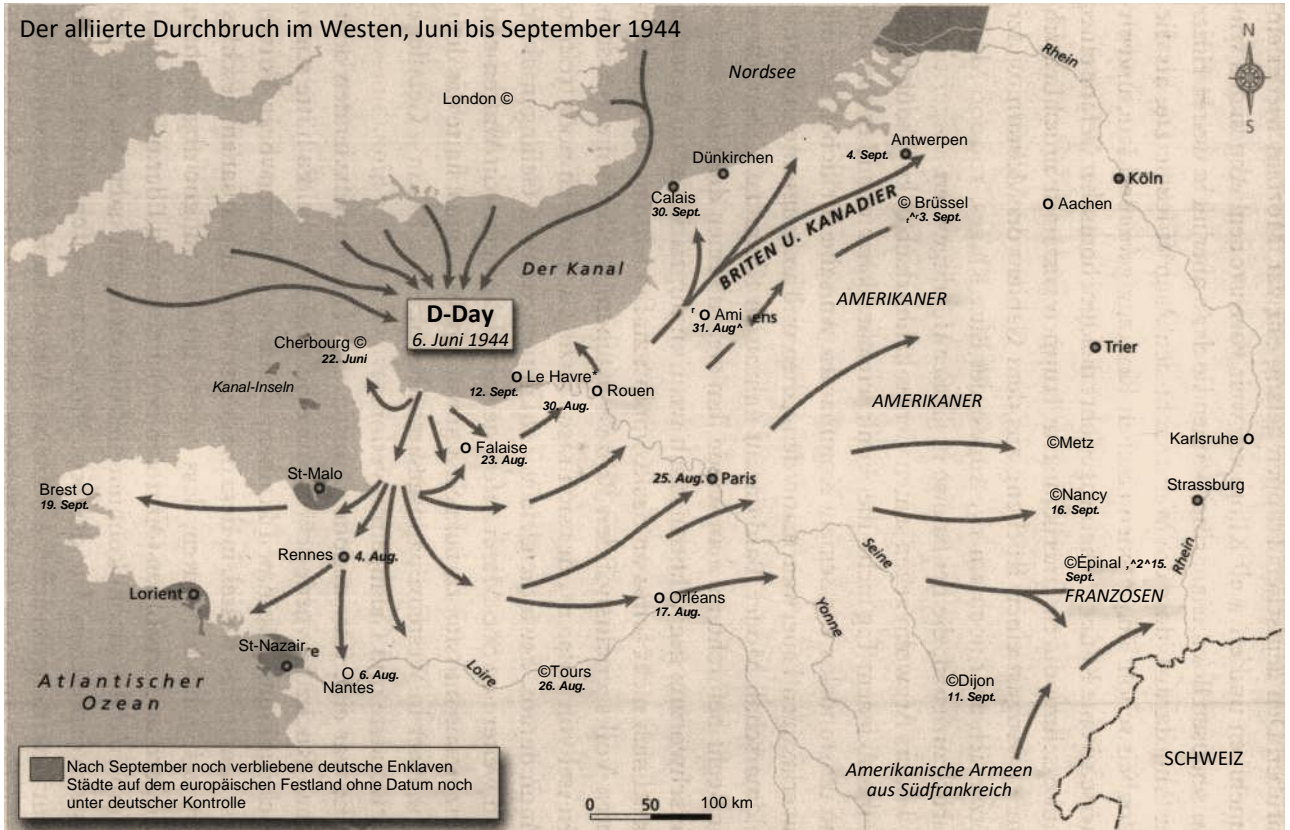 Der alliierte Durchbruch im Westen, Juni bis September 1944
N
S
Nordsee
Rhein
London ©
Antwerpen
4. Sept.
Dünkirchen
Köln
Calais
30. Sept.
© Brüssel
3. Sept.
O Aachen
BRITEN U. KANADIER
Der Kanal
AMERIKANER
D-Day
6. Juni 1944
O Ami ens
31. Aug^
Cherbourg ©
22. Juni
Trier
Kanal-Inseln
O Le Havre*
12. Sept.
O Rouen
30. Aug.
AMERIKANER
O Falaise
23. Aug.
©Metz
Karlsruhe O
St-Malo
25. Aug. Paris
Brest O
19. Sept.
©Nancy
16. Sept.
Strassburg
Rennes 4. Aug.
Seine
©Épinal ,^2^15.
Sept.
Rhein
FRANZOSEN
Lorient
O Orléans
17. Aug.
Yonne
St-Nazair e
O 6. Aug.
Nantes
Loire
©Tours
26. Aug.
©Dijon
11. Sept.
Atlantischer
Ozean
SCHWEIZ
Nach September noch verbliebene deutsche Enklaven
Städte auf dem europäischen Festland ohne Datum noch
unter deutscher Kontrolle
0 50 100 km
Amerikanische Armeen
aus Südfrankreich